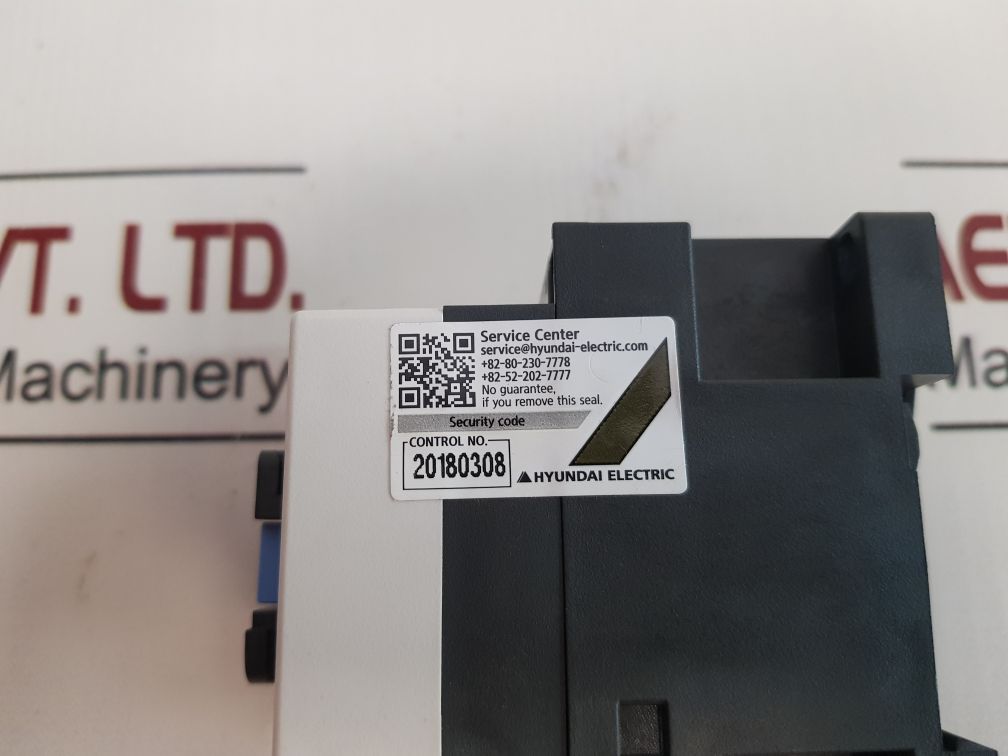 VT. LTD.
Machinery
AE
Ma
Service Center
service@hyundai-electric.com
+82-80-230-7778
+82-52-202-7777
No guarantee,
if you remove this seal.
Security code
CONTROL NO.
20180308
HYUNDAI ELECTRIC